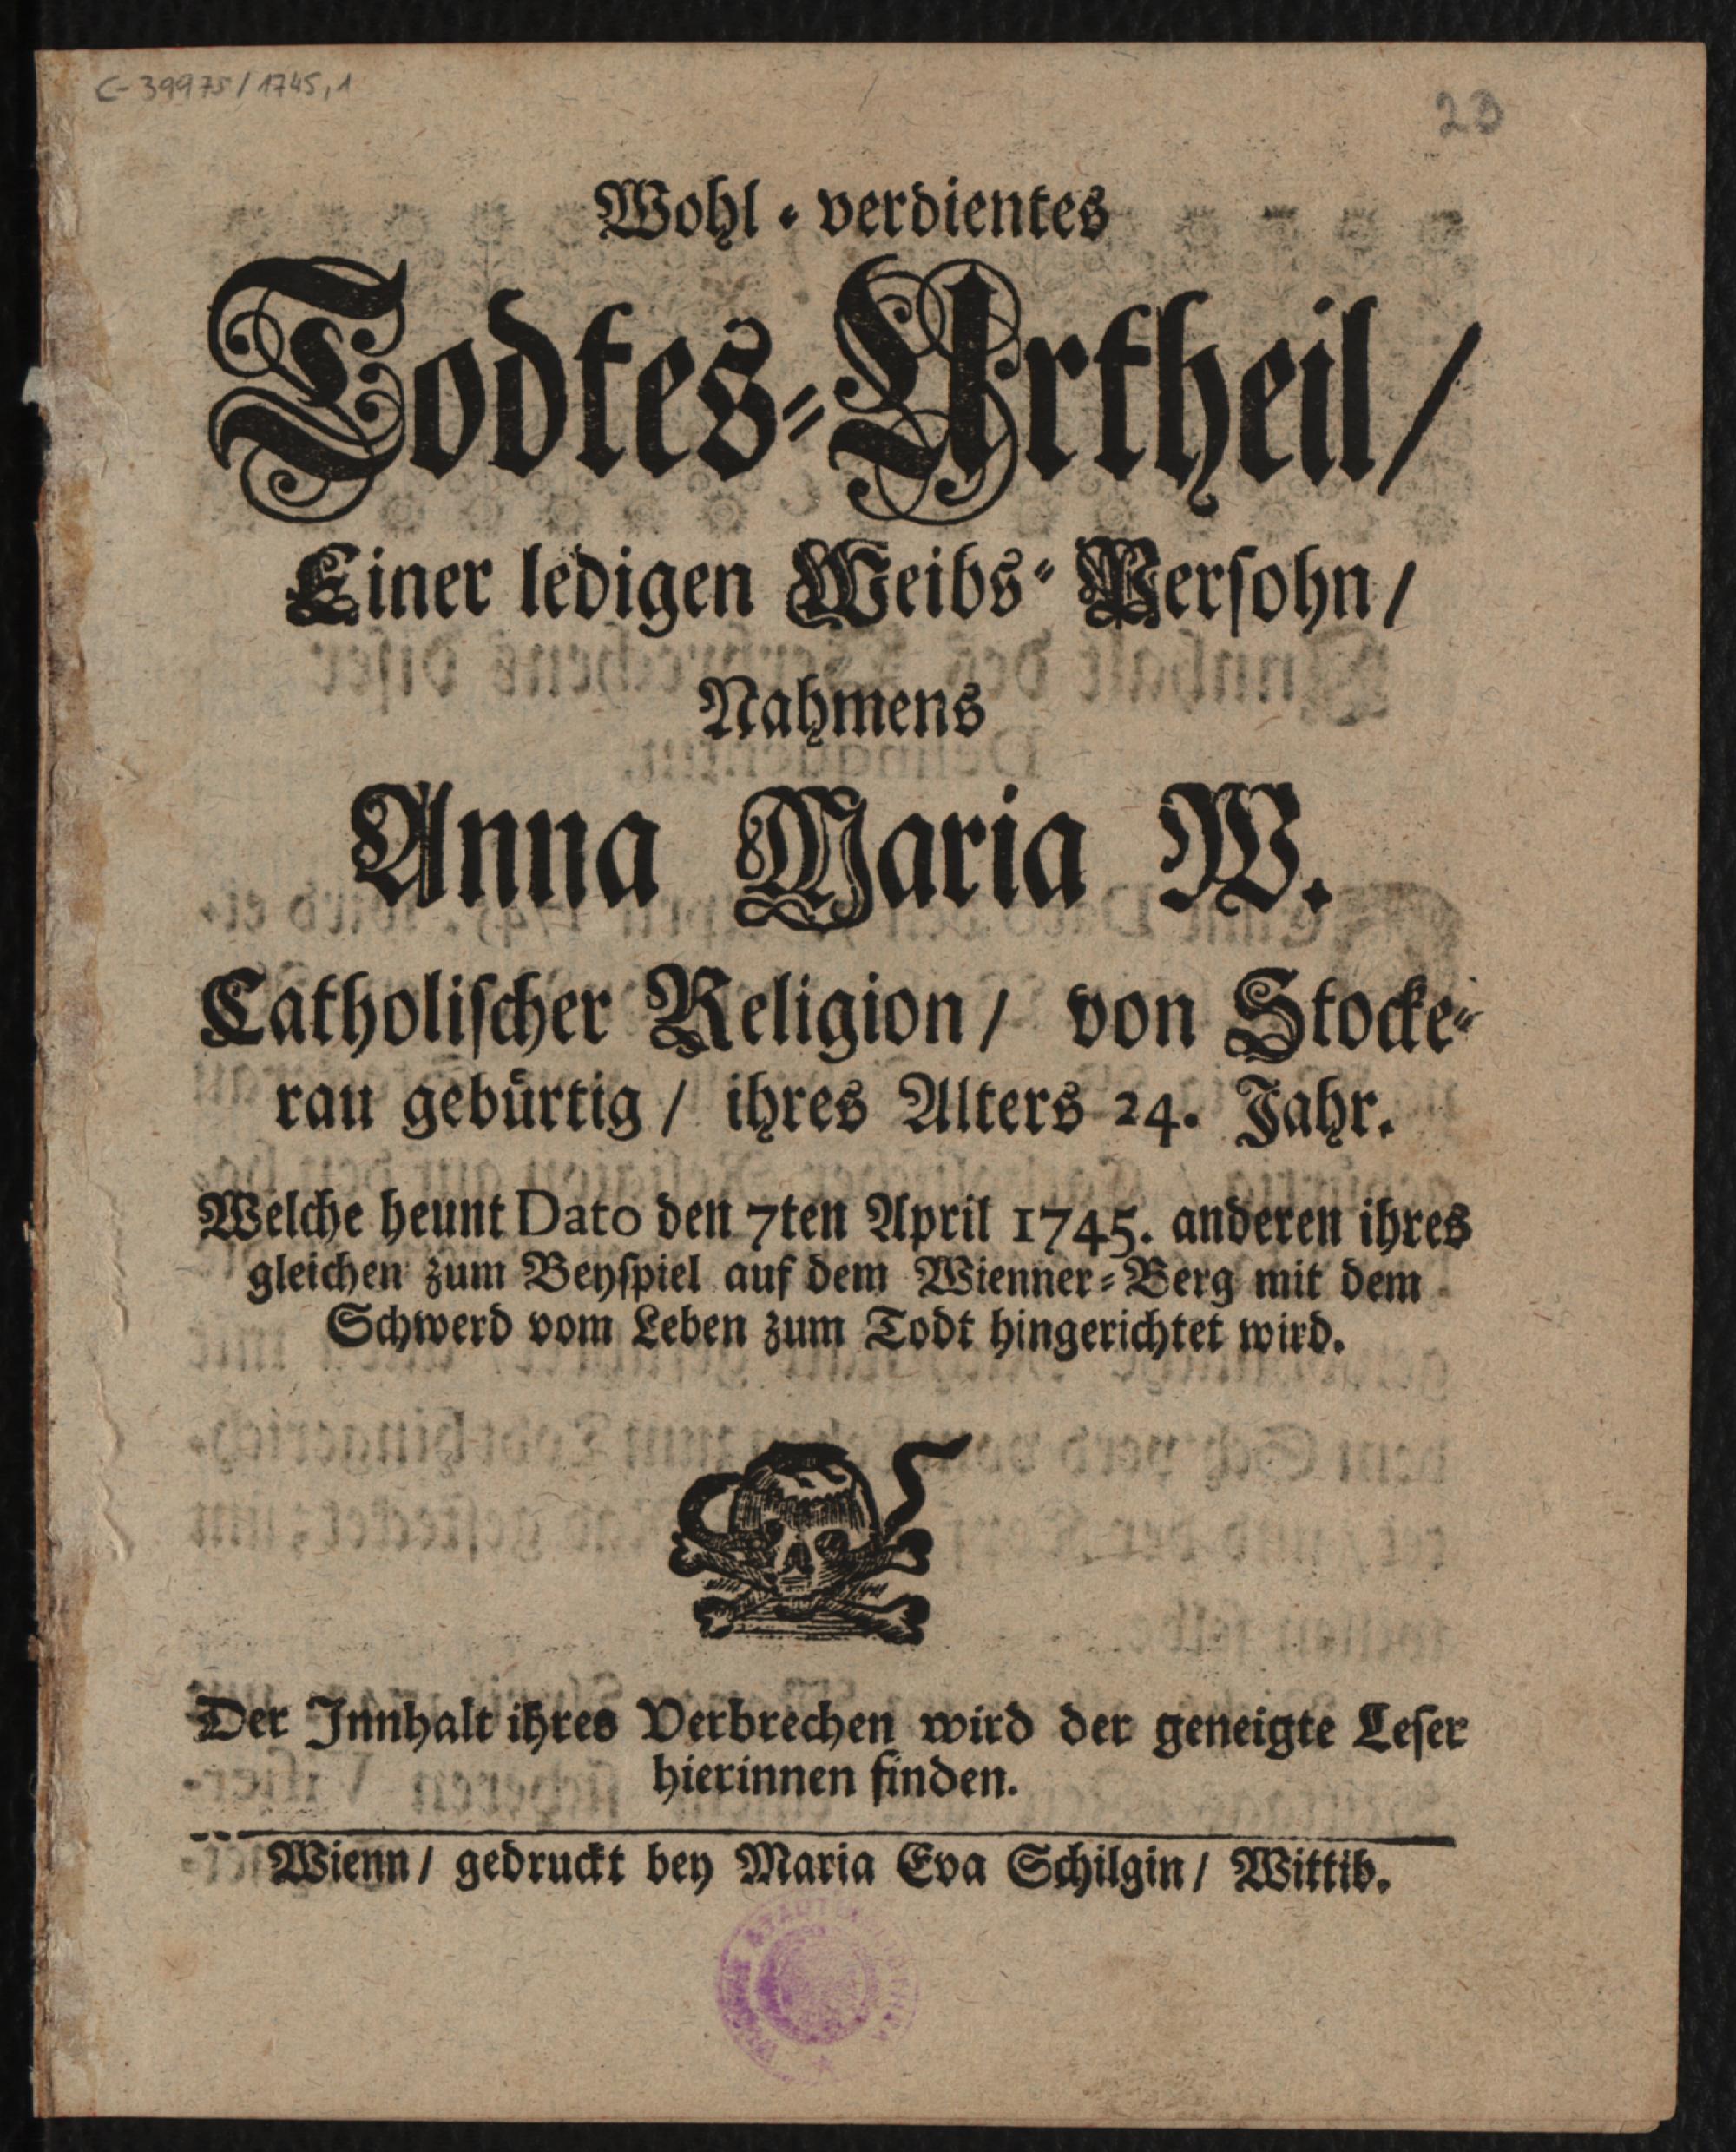 C-39975/1745,1
23
Wohl-verdientes
Todtes-Urtheil/
Einer ledigen Weibs-Persohn/
Nahmens
Anna Maria W.
Catholischer Religion/ von Stocke-
rau gebürtig/ ihres Alters 24. Jahr.
Welche heunt Dato den 7ten April 1745. anderen ihres
gleichen zum Beyspiel auf dem Wienner-Berg mit dem
Schwerd vom Leben zum Todt hingerichtet wird.
Der Innhalt ihres Verbrechen wird der geneigte Leser
hierinnen finden.
Wienn/ gedruckt bey Maria Eva Schilgin/ Wittib.